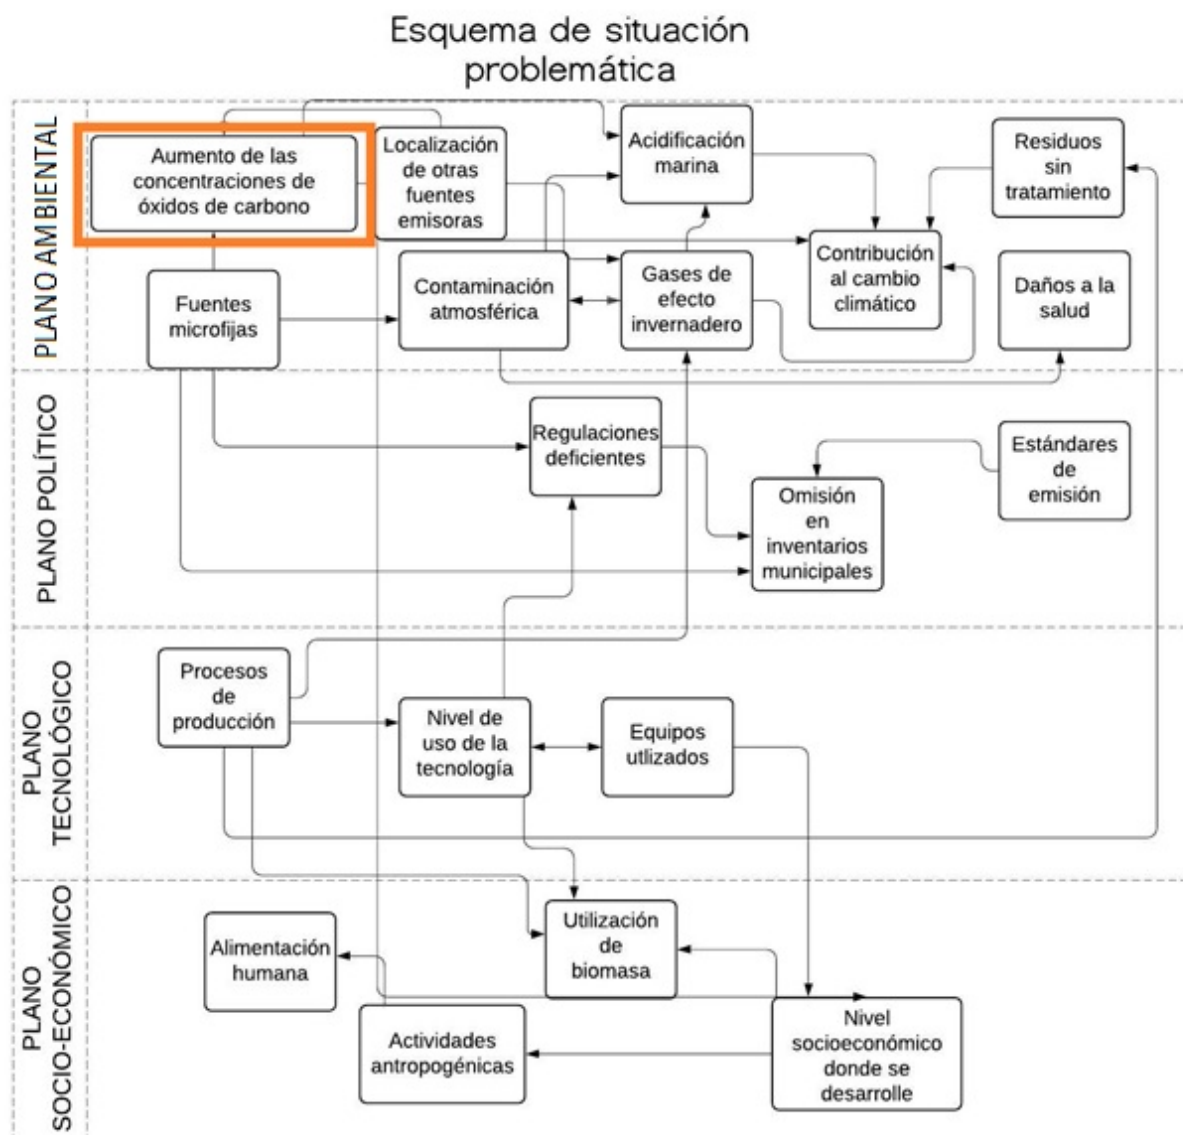 Esquema de situación
problemática
PLANO AMBIENTAL
Aumento de las
concentraciones de
óxidos de carbono
Localización
de otras
fuentes
emisoras
Acidificación
marina
Residuos
sin
tratamiento
Fuentes
microfijas
Contaminación
atmosférica
Gases de
efecto
invernadero
Contribución
al cambio
climático
Daños a la
salud
PLANO POLÍTICO
Regulaciones
deficientes
Omisión
en
inventarios
municipales
Estándares
de
emisión
PLANO
TECNOLÓGICO
Procesos
de
producción
Nivel de
uso de la
tecnología
Equipos
utlizados
PLANO
SOCIO-ECONÓMICO
Alimentación
humana
Utilización
de
biomasa
Actividades
antropogénicas
Nivel
socioeconómico
donde se
desarrolle